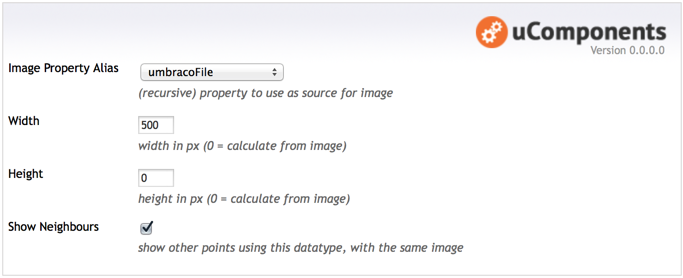 uComponents
Version 0.0.0.0
Image Property Alias
umbracoFile
(recursive) property to use as source for image
Width
500
width in px (0 = calculate from image)
Height
0
height in px (0 = calculate from image)
Show Neighbours
show other points using this datatype, with the same image